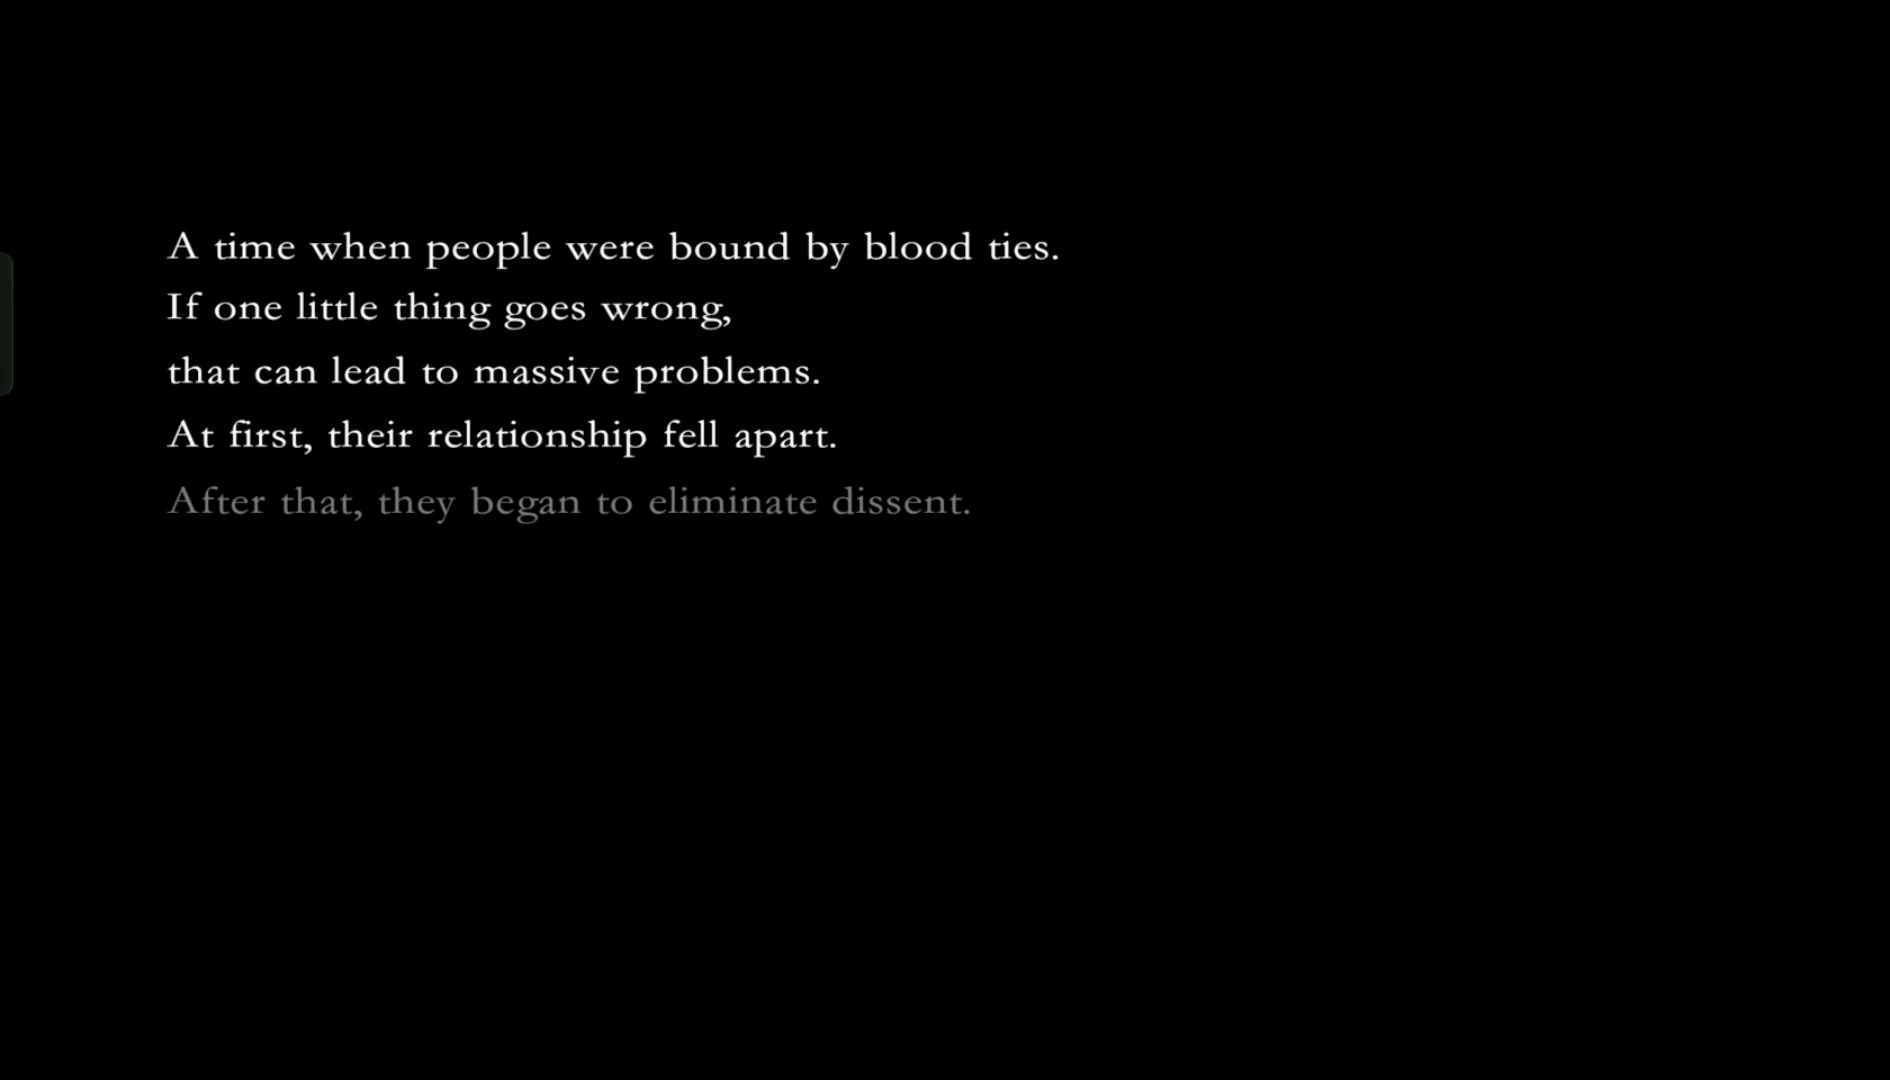 A time when people were bound by blood ties.
If one little thing goes wrong,
that can lead to massive problems.
At first, their relationship fell apart.
After that, they began to eliminate dissent.